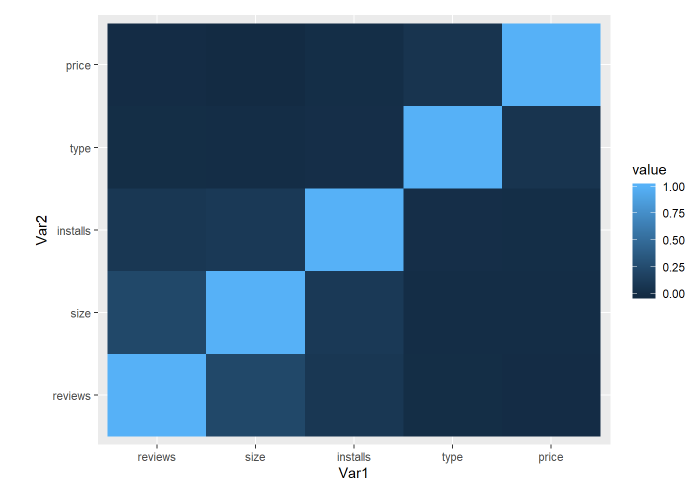 price
type
installs
size
reviews
Var2
reviews size installs type price
Var1
value
1.00
0.75
0.50
0.25
0.00